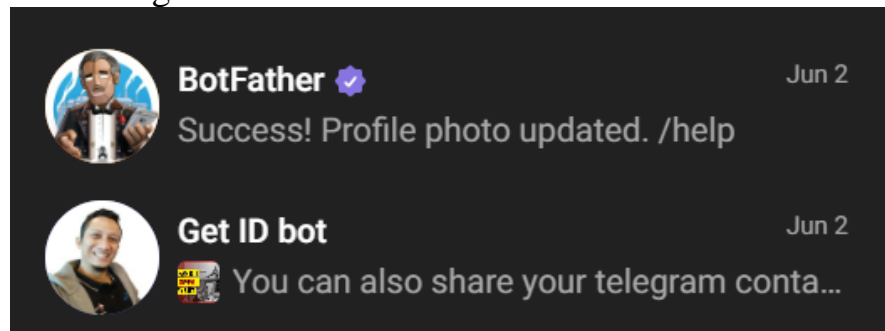 BotFather
Jun 2
Success! Profile photo updated. /help
Get ID bot
Jun 2
You can also share your telegram conta...